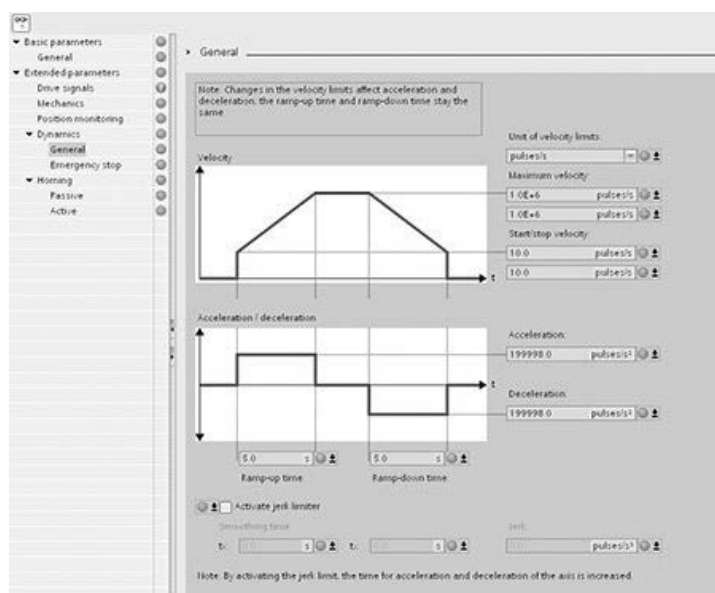 Basic parameters
General
Extended parameters
Drive signals
Mechanics
Position monitoring
Dynamics
General
Emergency stop
Homing
Passive
Active
General
Note: Changes in the velocity limits affect acceleration and
deceleration, the ramp-up time and ramp-down time stay the
same
Velocity
t
Unit of velocity limits:
pulses/s
Maximum velocity:
1.0E+6 pulses/s
1.0E+6 pulses/s
Start/stop velocity:
10.0 pulses/s
10.0 pulses/s
Acceleration / deceleration
t
Acceleration:
199998.0 pulses/s²
Deceleration:
199998.0 pulses/s²
5.0 s
5.0 s
Ramp-up time:
Ramp-down time:
Activate jerk limiter
Smoothing time
Jerk:
t₁: s
t₂: s
pulses/s³
Note: By activating the jerk limit, the time for acceleration and deceleration of the axis is increased